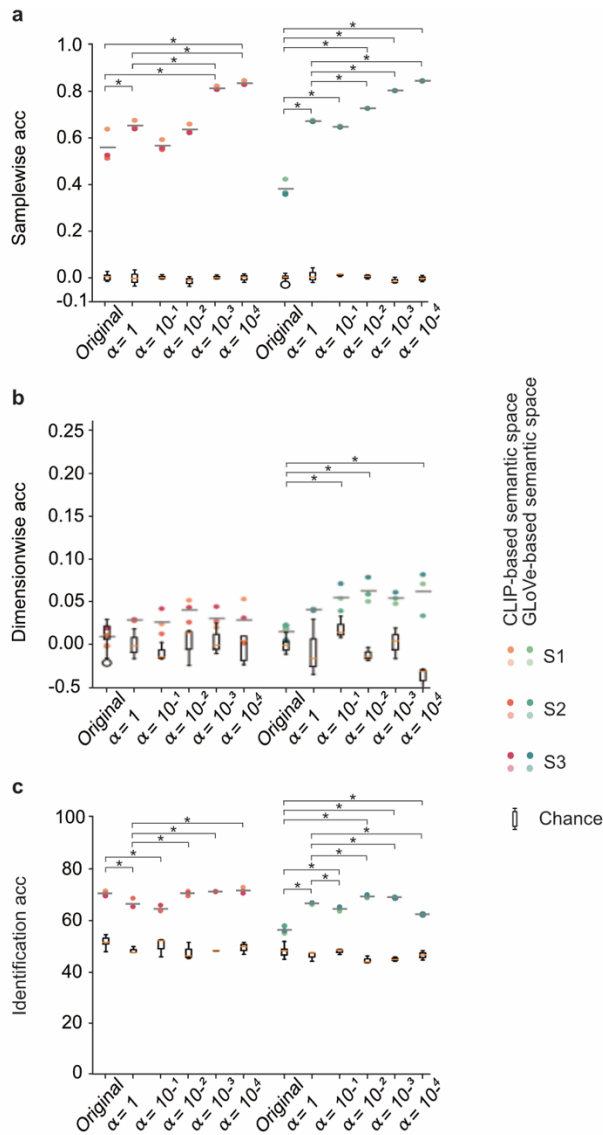 a
Samplewise acc
1.0
0.8
0.6
0.4
0.2
0.0
-0.1
* * * * * * * * * * * *
Original
α = 1
α = 10⁻¹
α = 10⁻²
α = 10⁻³
α = 10⁻⁴
Original
α = 1
α = 10⁻¹
α = 10⁻²
α = 10⁻³
α = 10⁻⁴
b
Dimensionwise acc
0.25
0.20
0.15
0.10
0.05
0.00
-0.5
* * *
Original
α = 1
α = 10⁻¹
α = 10⁻²
α = 10⁻³
α = 10⁻⁴
Original
α = 1
α = 10⁻¹
α = 10⁻²
α = 10⁻³
α = 10⁻⁴
CLIP-based semantic space
GLoVe-based semantic space
S1
S2
S3
Chance
c
Identification acc
100
80
60
40
20
0
* * * * * * * * * * * * *
Original
α = 1
α = 10⁻¹
α = 10⁻²
α = 10⁻³
α = 10⁻⁴
Original
α = 1
α = 10⁻¹
α = 10⁻²
α = 10⁻³
α = 10⁻⁴